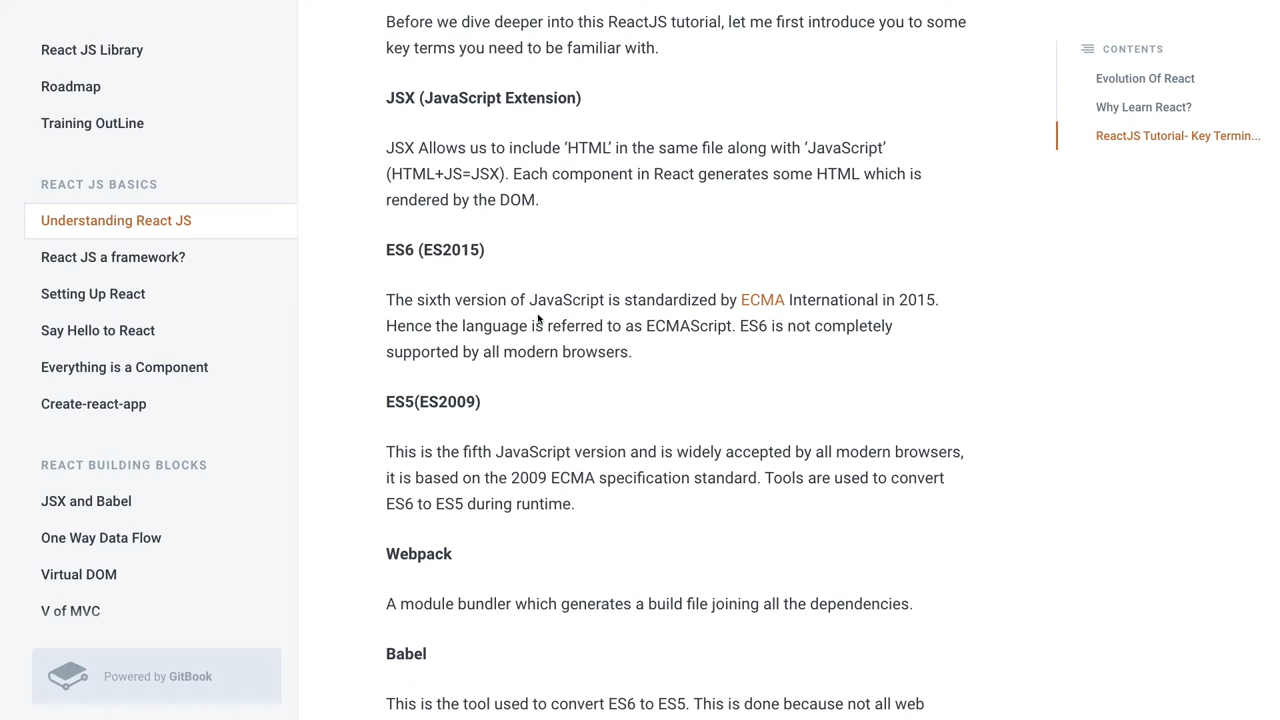 React JS Library
Roadmap
Training OutLine
REACT JS BASICS
Understanding React JS
React JS a framework?
Setting Up React
Say Hello to React
Everything is a Component
Create-react-app
REACT BUILDING BLOCKS
JSX and Babel
One Way Data Flow
Virtual DOM
V of MVC
Powered by GitBook
Before we dive deeper into this ReactJS tutorial, let me first introduce you to some
key terms you need to be familiar with.
JSX (JavaScript Extension)
JSX Allows us to include ‘HTML’ in the same file along with ‘JavaScript’
(HTML+JS=JSX). Each component in React generates some HTML which is
rendered by the DOM.
ES6 (ES2015)
The sixth version of JavaScript is standardized by ECMA International in 2015.
Hence the language is referred to as ECMAScript. ES6 is not completely
supported by all modern browsers.
ES5(ES2009)
This is the fifth JavaScript version and is widely accepted by all modern browsers,
it is based on the 2009 ECMA specification standard. Tools are used to convert
ES6 to ES5 during runtime.
Webpack
A module bundler which generates a build file joining all the dependencies.
Babel
This is the tool used to convert ES6 to ES5. This is done because not all web
CONTENTS
Evolution Of React
Why Learn React?
ReactJS Tutorial- Key Termin...